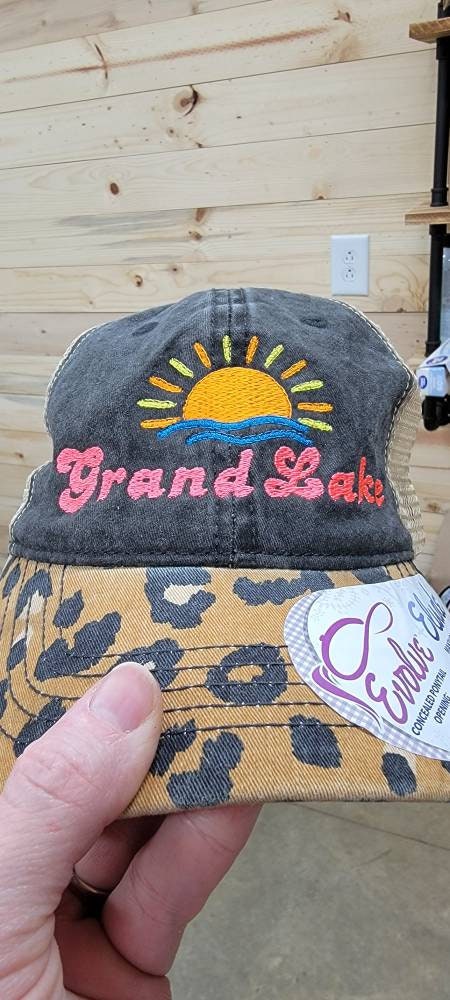 Grand Lake
Evolve
CONCEALED PONYTAIL
OPENING